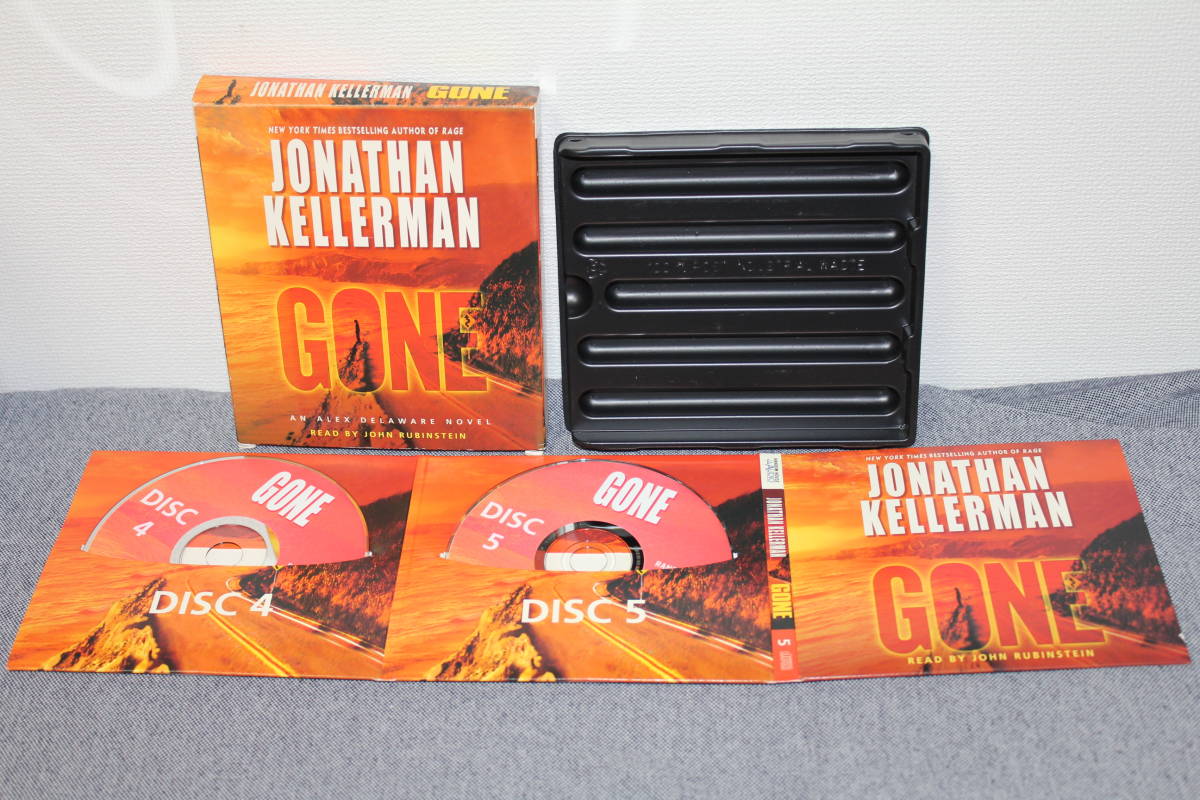 JONATHAN KELLERMAN GONE
NEW YORK TIMES BESTSELLING AUTHOR OF RAGE
JONATHAN
KELLERMAN
GONE
AN ALEX DELAWARE NOVEL
READ BY JOHN RUBINSTEIN
GONE
DISC
4
DISC 4
GONE
DISC
5
RAN
DISC 5
JONATHAN KELLERMAN GONE 5
NEW YORK TIMES BESTSELLING AUTHOR OF RAGE
JONATHAN
KELLERMAN
GONE
READ BY JOHN RUBINSTEIN